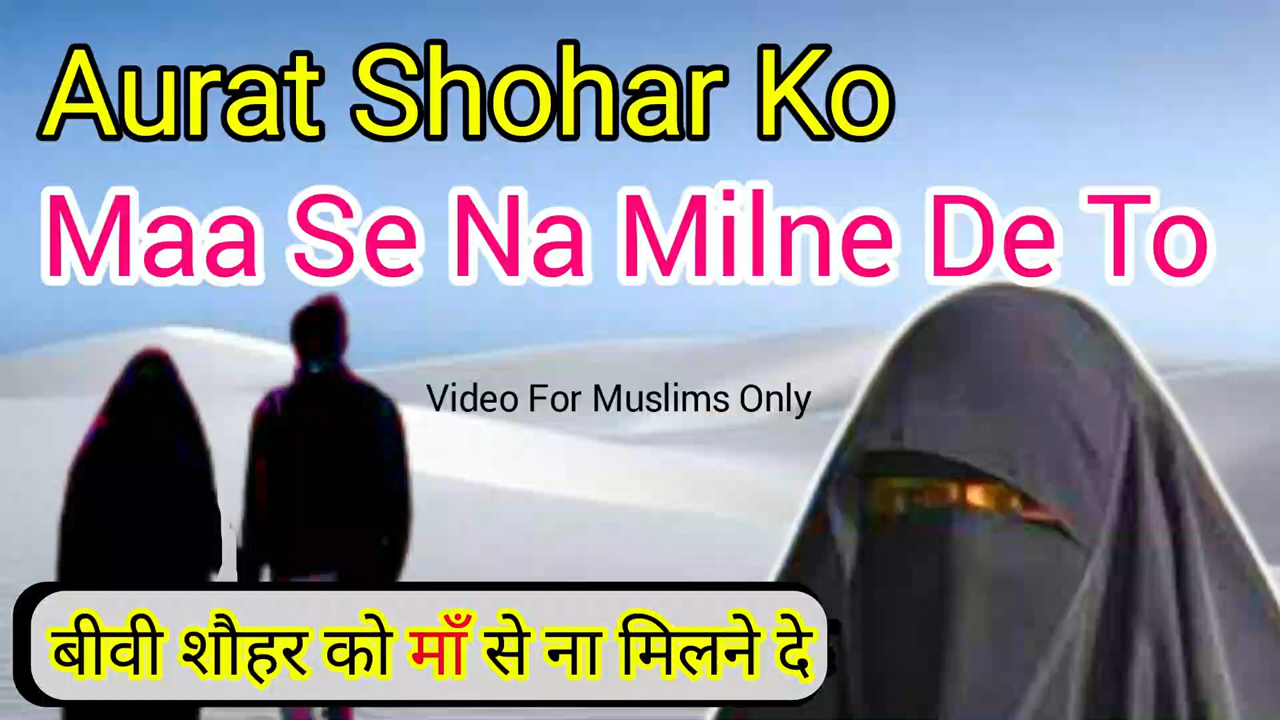 Aurat Shohar Ko
Maa Se Na Milne De To
Video For Muslims Only
बीवी शौहर को माँ से ना मिलने दे